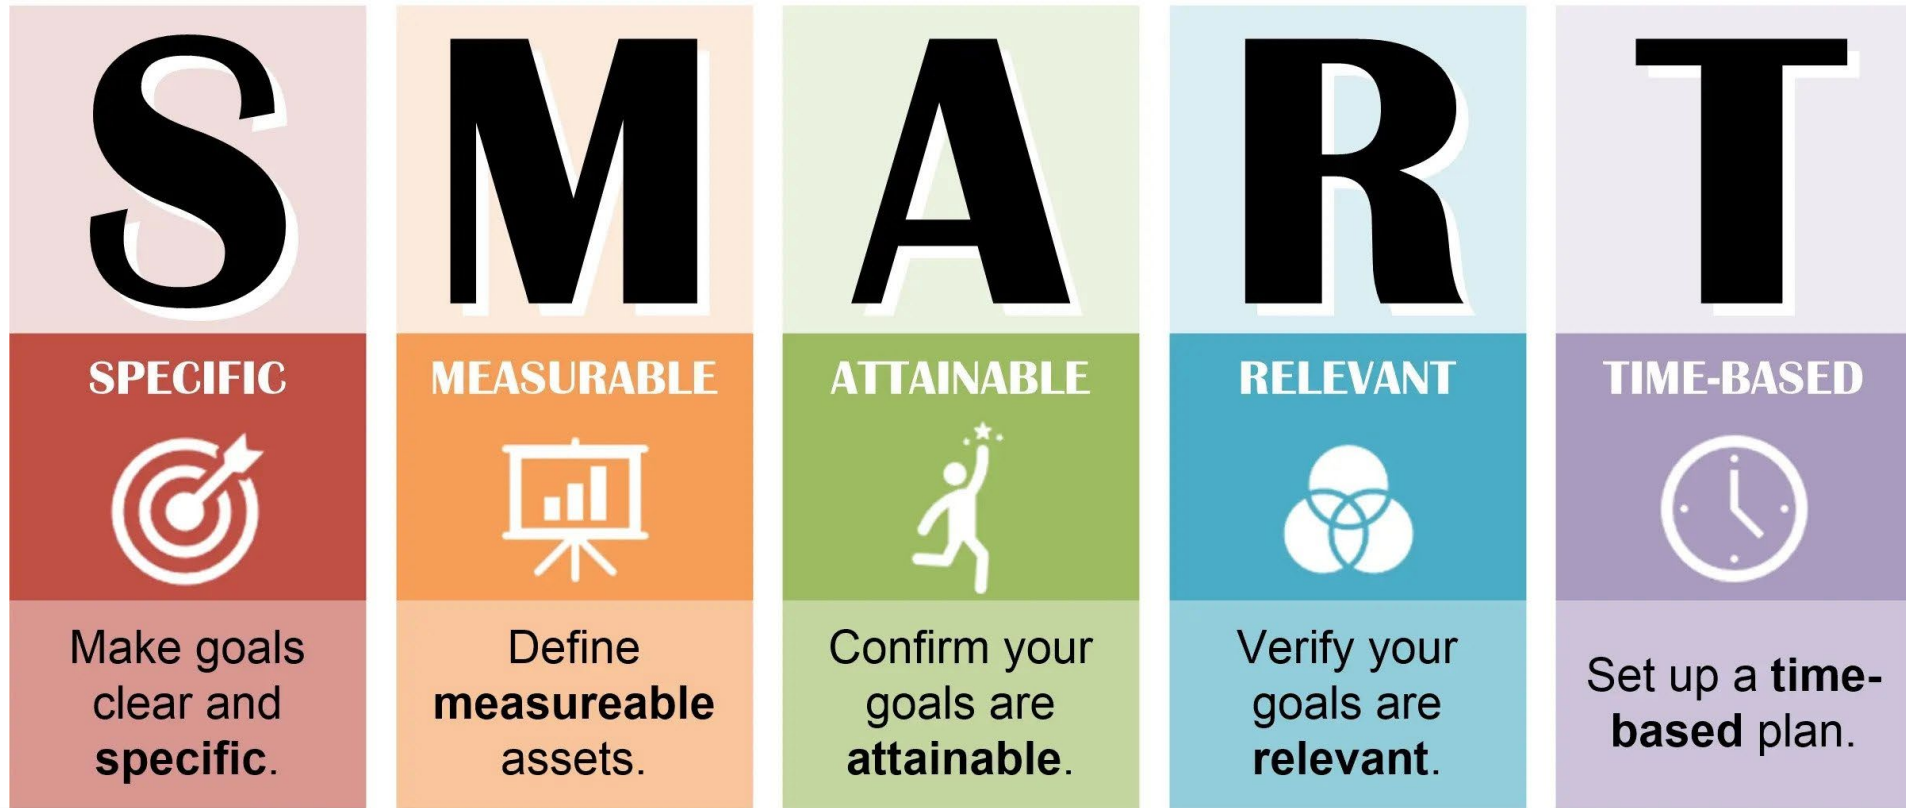 S
SPECIFIC
Make goals
clear and
specific.
M
MEASURABLE
Define
measureable
assets.
A
ATTAINABLE
Confirm your
goals are
attainable.
R
RELEVANT
Verify your
goals are
relevant.
T
TIME-BASED
Set up a time-
based plan.